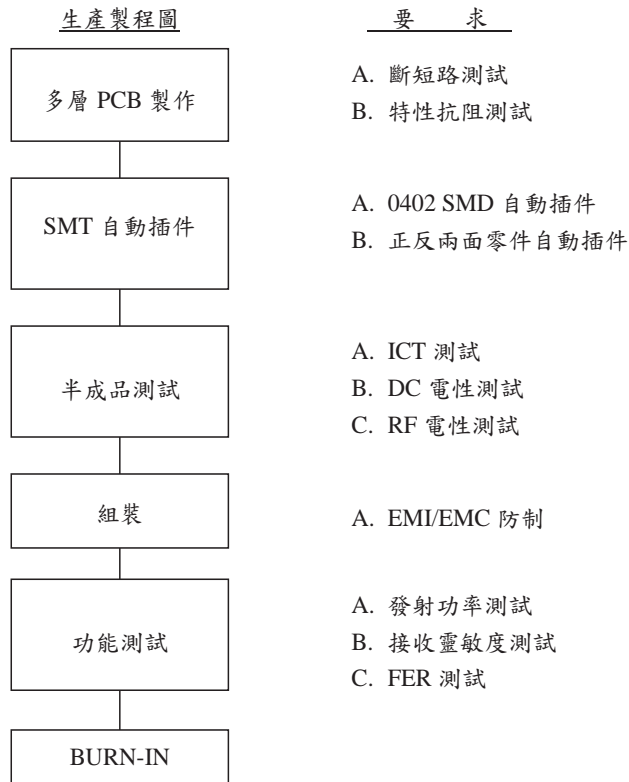 生產製程圖
要 求
多層 PCB 製作
A. 斷短路測試
B. 特性抗阻測試
SMT 自動插件
A. 0402 SMD 自動插件
B. 正反兩面零件自動插件
半成品測試
A. ICT 測試
B. DC 電性測試
C. RF 電性測試
組裝
A. EMI/EMC 防制
功能測試
A. 發射功率測試
B. 接收靈敏度測試
C. FER 測試
BURN-IN